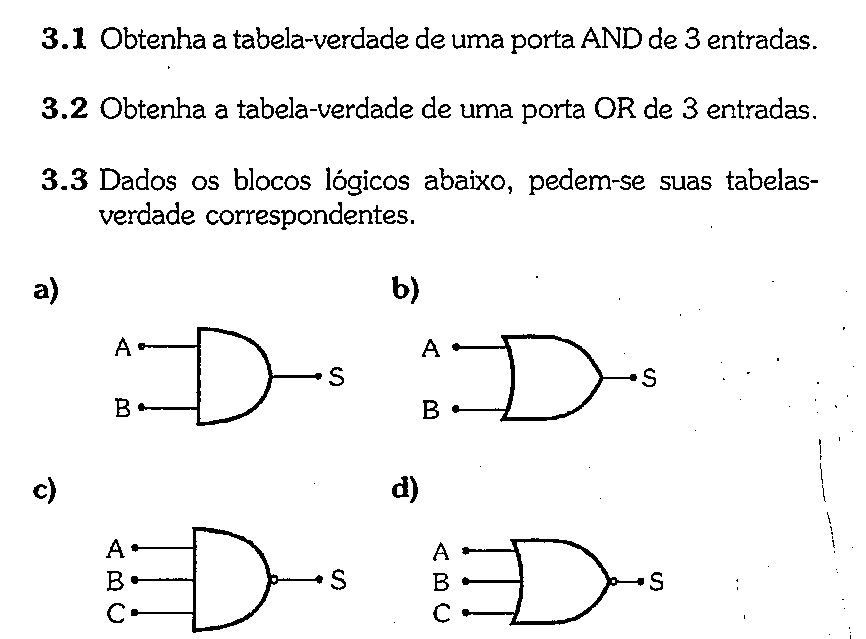 3.1 Obtenha a tabela-verdade de uma porta AND de 3 entradas.
3.2 Obtenha a tabela-verdade de uma porta OR de 3 entradas.
3.3 Dados os blocos lógicos abaixo, pedem-se suas tabelas-
verdade correspondentes.
a)
A
B
S
b)
A
B
S
c)
A
B
C
S
d)
A
B
C
S